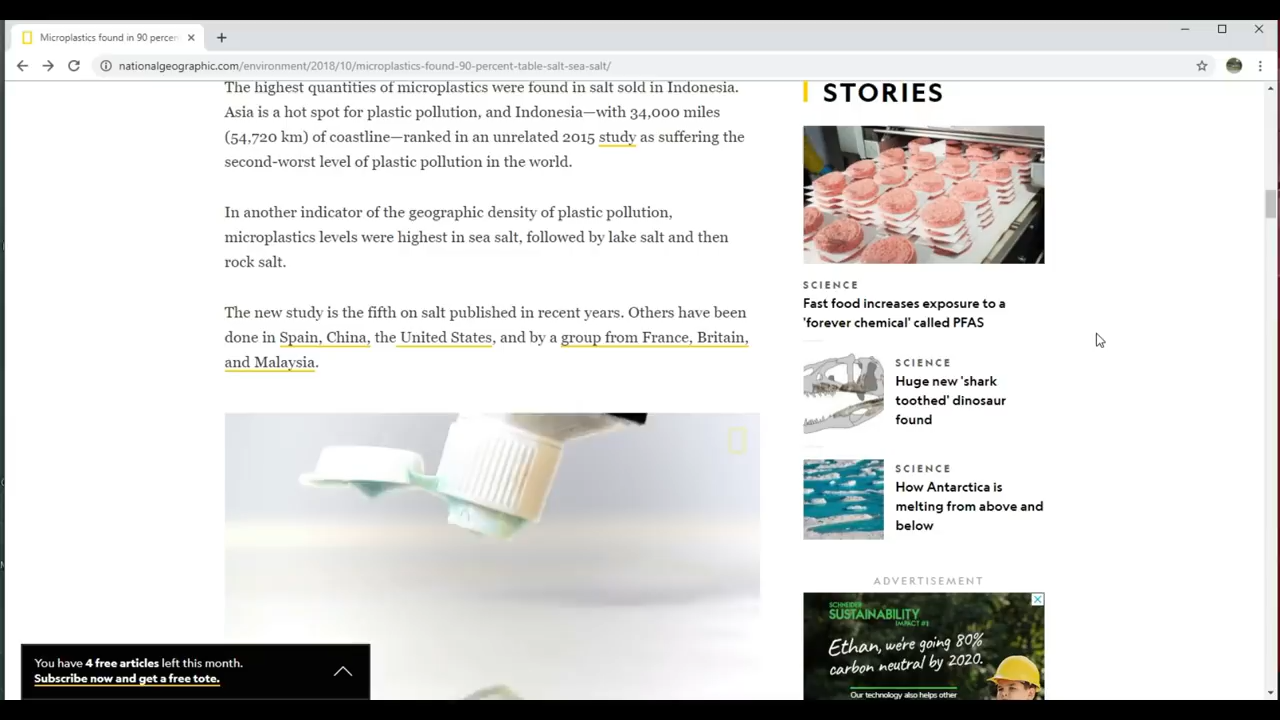 Microplastics found in 90 percen
nationalgeographic.com/environment/2018/10/microplastics-found-90-percent-table-salt-sea-salt/
The highest quantities of microplastics were found in salt sold in Indonesia.
Asia is a hot spot for plastic pollution, and Indonesia—with 34,000 miles
(54,720 km) of coastline—ranked in an unrelated 2015 study as suffering the
second-worst level of plastic pollution in the world.
In another indicator of the geographic density of plastic pollution,
microplastics levels were highest in sea salt, followed by lake salt and then
rock salt.
The new study is the fifth on salt published in recent years. Others have been
done in Spain, China, the United States, and by a group from France, Britain,
and Malaysia.
You have 4 free articles left this month.
Subscribe now and get a free tote.
STORIES
SCIENCE
Fast food increases exposure to a
'forever chemical' called PFAS
SCIENCE
Huge new 'shark
toothed' dinosaur
found
SCIENCE
How Antarctica is
melting from above and
below
ADVERTISEMENT
SCHNEIDER
SUSTAINABILITY
IMPACT #1
Ethan, we're going 80%
carbon neutral by 2020.
Our technology also helps other